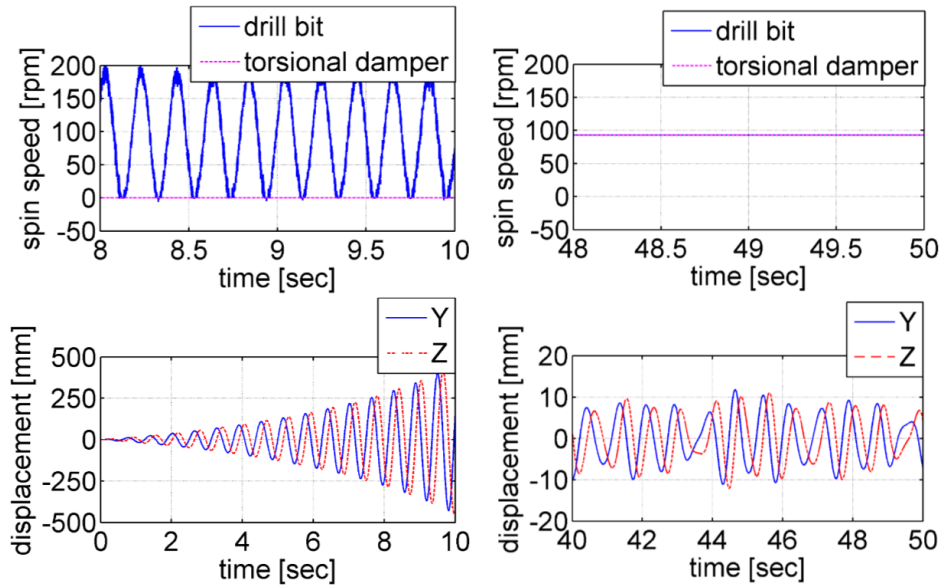 drill bit
torsional damper
spin speed [rpm]
200
150
100
50
0
-50
8
8.5
9
9.5
10
time [sec]
drill bit
torsional damper
spin speed [rpm]
200
150
100
50
0
-50
48
48.5
49
49.5
50
time [sec]
Y
Z
displacement [mm]
500
250
0
-250
-500
0
2
4
6
8
10
time [sec]
Y
Z
displacement [mm]
20
10
0
-10
-20
40
42
44
46
48
50
time [sec]